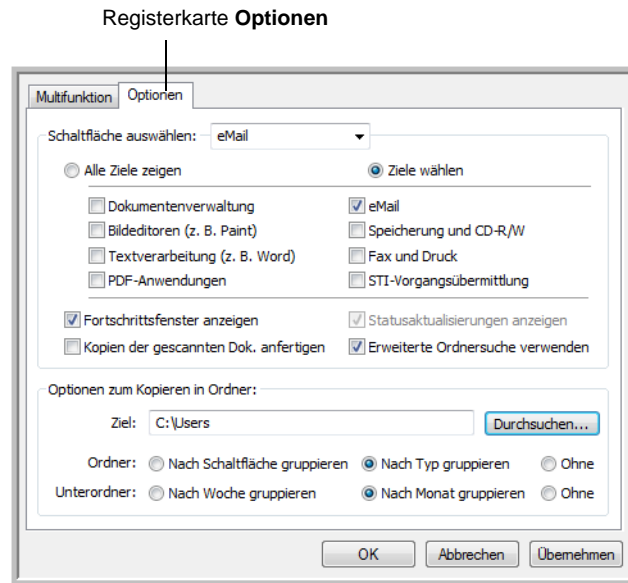 Registerkarte Optionen
Multifunktion Optionen
Schaltfläche auswählen: eMail
Alle Ziele zeigen Ziele wählen
Dokumentenverwaltung eMail
Bildeditoren (z. B. Paint) Speicherung und CD-R/W
Textverarbeitung (z. B. Word) Fax und Druck
PDF-Anwendungen STI-Vorgangsübermittlung
Fortschrittsfenster anzeigen Statusaktualisierungen anzeigen
Kopien der gescannten Dok. anfertigen Erweiterte Ordnersuche verwenden
Optionen zum Kopieren in Ordner:
Ziel: C:\Users Durchsuchen...
Ordner: Nach Schaltfläche gruppieren Nach Typ gruppieren Ohne
Unterordner: Nach Woche gruppieren Nach Monat gruppieren Ohne
OK Abbrechen Übernehmen